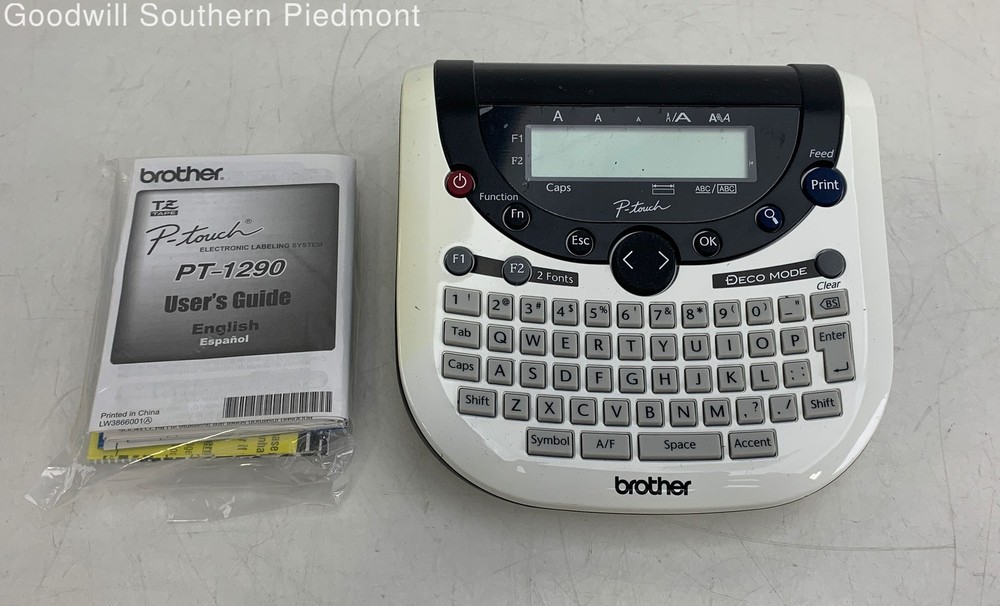 Goodwill Southern Piedmont
brother
TZ
TAPE
P-touch®
ELECTRONIC LABELING SYSTEM
PT-1290
User's Guide
English
Español
Printed in China
LW3866001Ⓐ
A A A A/A AAA
F1
F2
Caps ABC / ABC
P-touch
Feed
Print
Function
Fn
Esc
OK
F1
F2 2 Fonts
DECO MODE
Clear
1 ! 2 @ 3 # 4 $ 5 % 6 ' 7 & 8 * 9 ( 0 ) _ " BS
Tab Q W E R T Y U I O P Enter
Caps A S D F G H J K L ; :
Shift Z X C V B N M , ? . / Shift
Symbol A/F Space Accent
brother